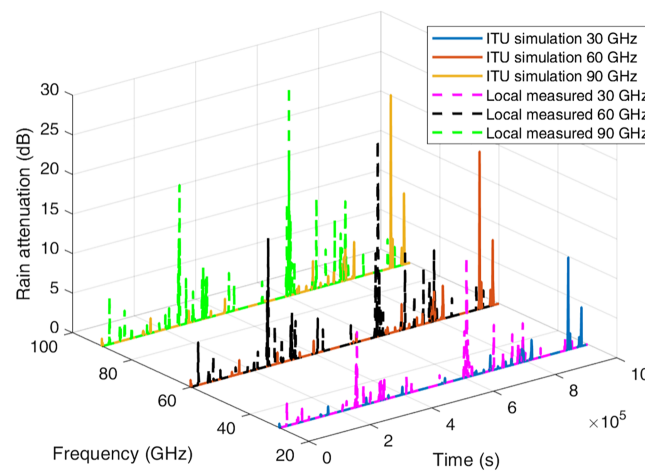 ITU simulation 30 GHz
ITU simulation 60 GHz
ITU simulation 90 GHz
Local measured 30 GHz
Local measured 60 GHz
Local measured 90 GHz
30
25
20
15
10
5
0
Rain attenuation (dB)
100
80
60
40
20
Frequency (GHz)
0
2
4
6
8
10
×10⁵
Time (s)